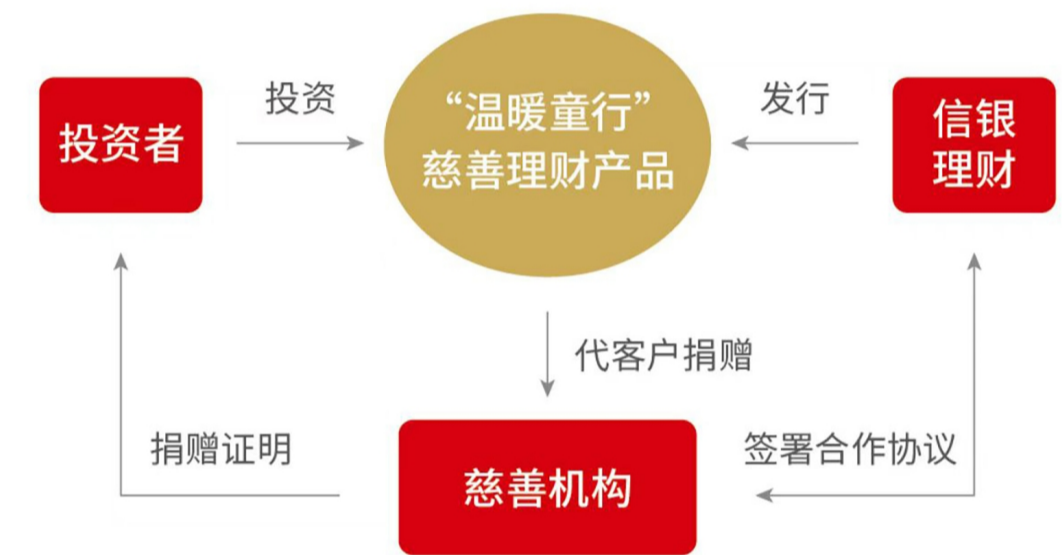 投资者
投资
“温暖童行”
慈善理财产品
发行
信银
理财
代客户捐赠
捐赠证明
慈善机构
签署合作协议